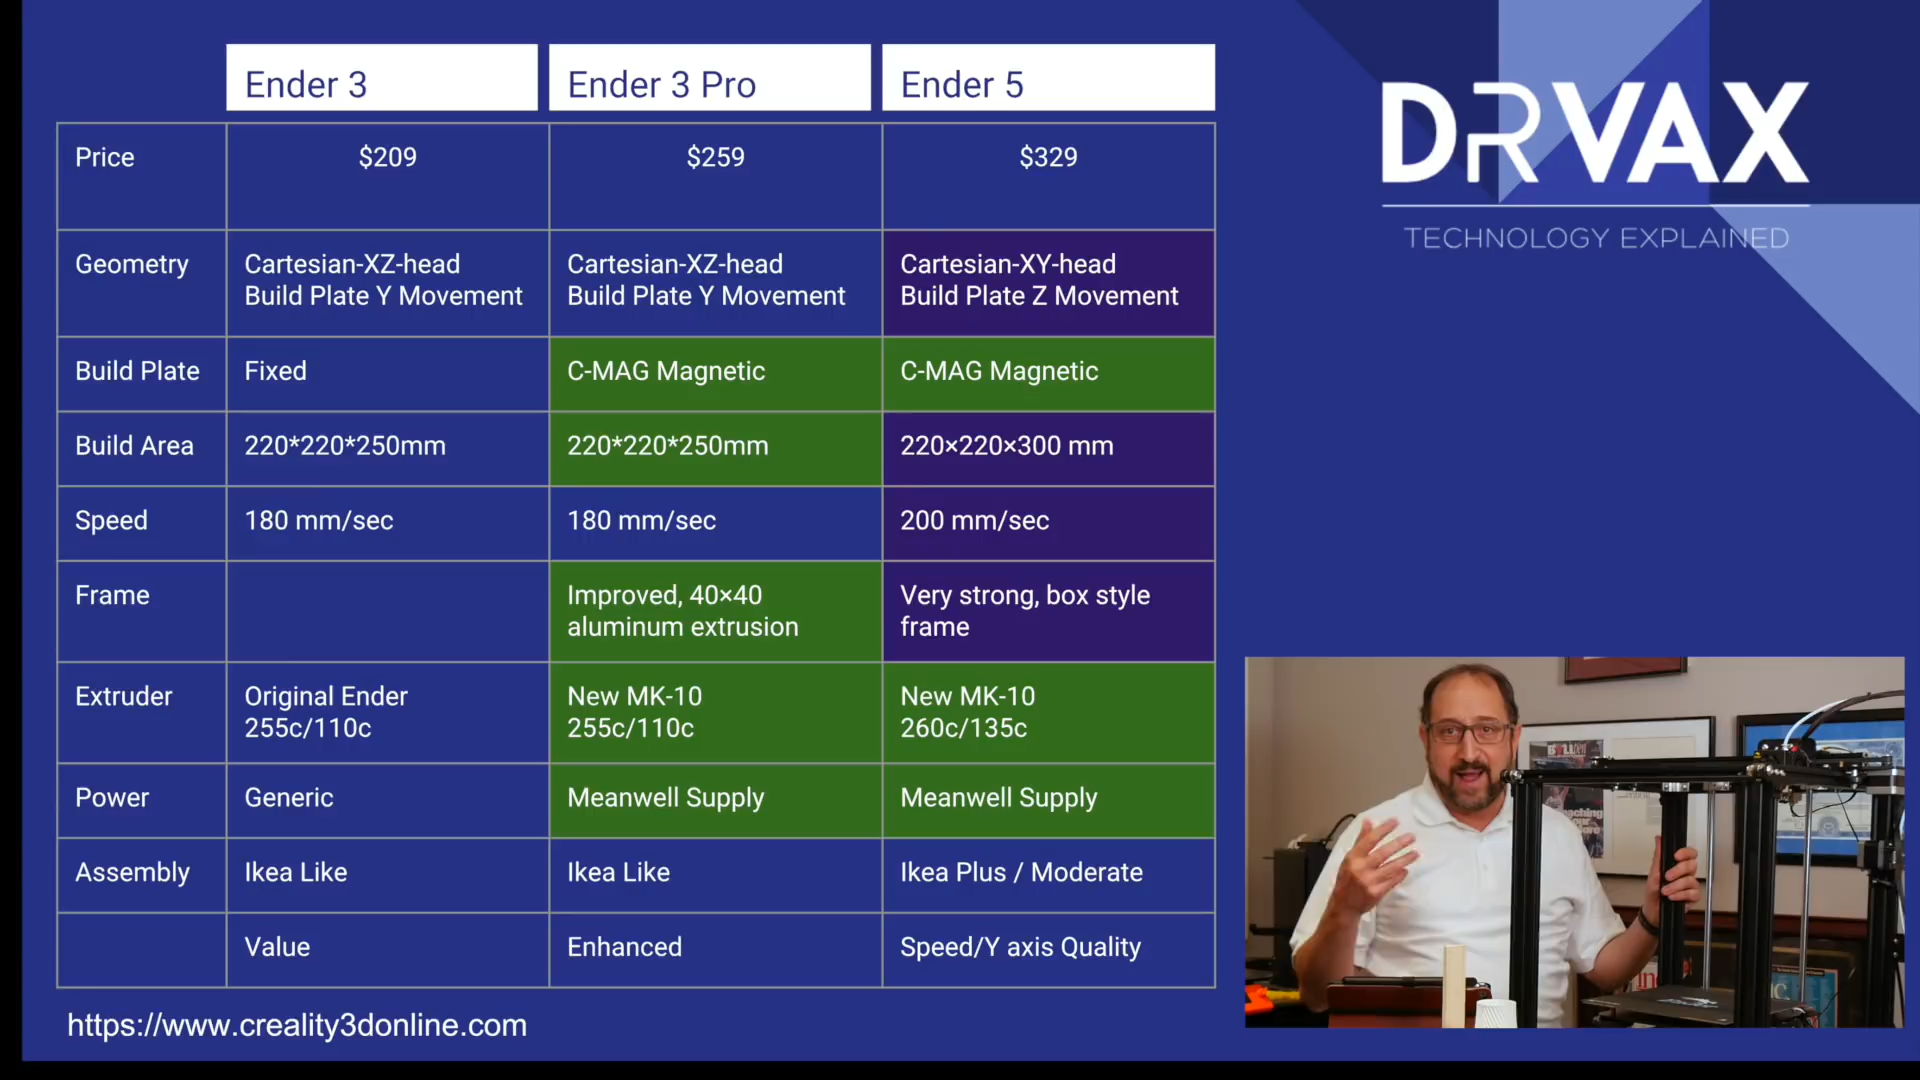 Ender 3
Ender 3 Pro
Ender 5
Price
$209
$259
$329
Geometry
Cartesian-XZ-head
Build Plate Y Movement
Cartesian-XZ-head
Build Plate Y Movement
Cartesian-XY-head
Build Plate Z Movement
Build Plate
Fixed
C-MAG Magnetic
C-MAG Magnetic
Build Area
220*220*250mm
220*220*250mm
220×220×300 mm
Speed
180 mm/sec
180 mm/sec
200 mm/sec
Frame
Improved, 40×40
aluminum extrusion
Very strong, box style
frame
Extruder
Original Ender
255c/110c
New MK-10
255c/110c
New MK-10
260c/135c
Power
Generic
Meanwell Supply
Meanwell Supply
Assembly
Ikea Like
Ikea Like
Ikea Plus / Moderate
Value
Enhanced
Speed/Y axis Quality
https://www.creality3donline.com
DRVAX
TECHNOLOGY EXPLAINED